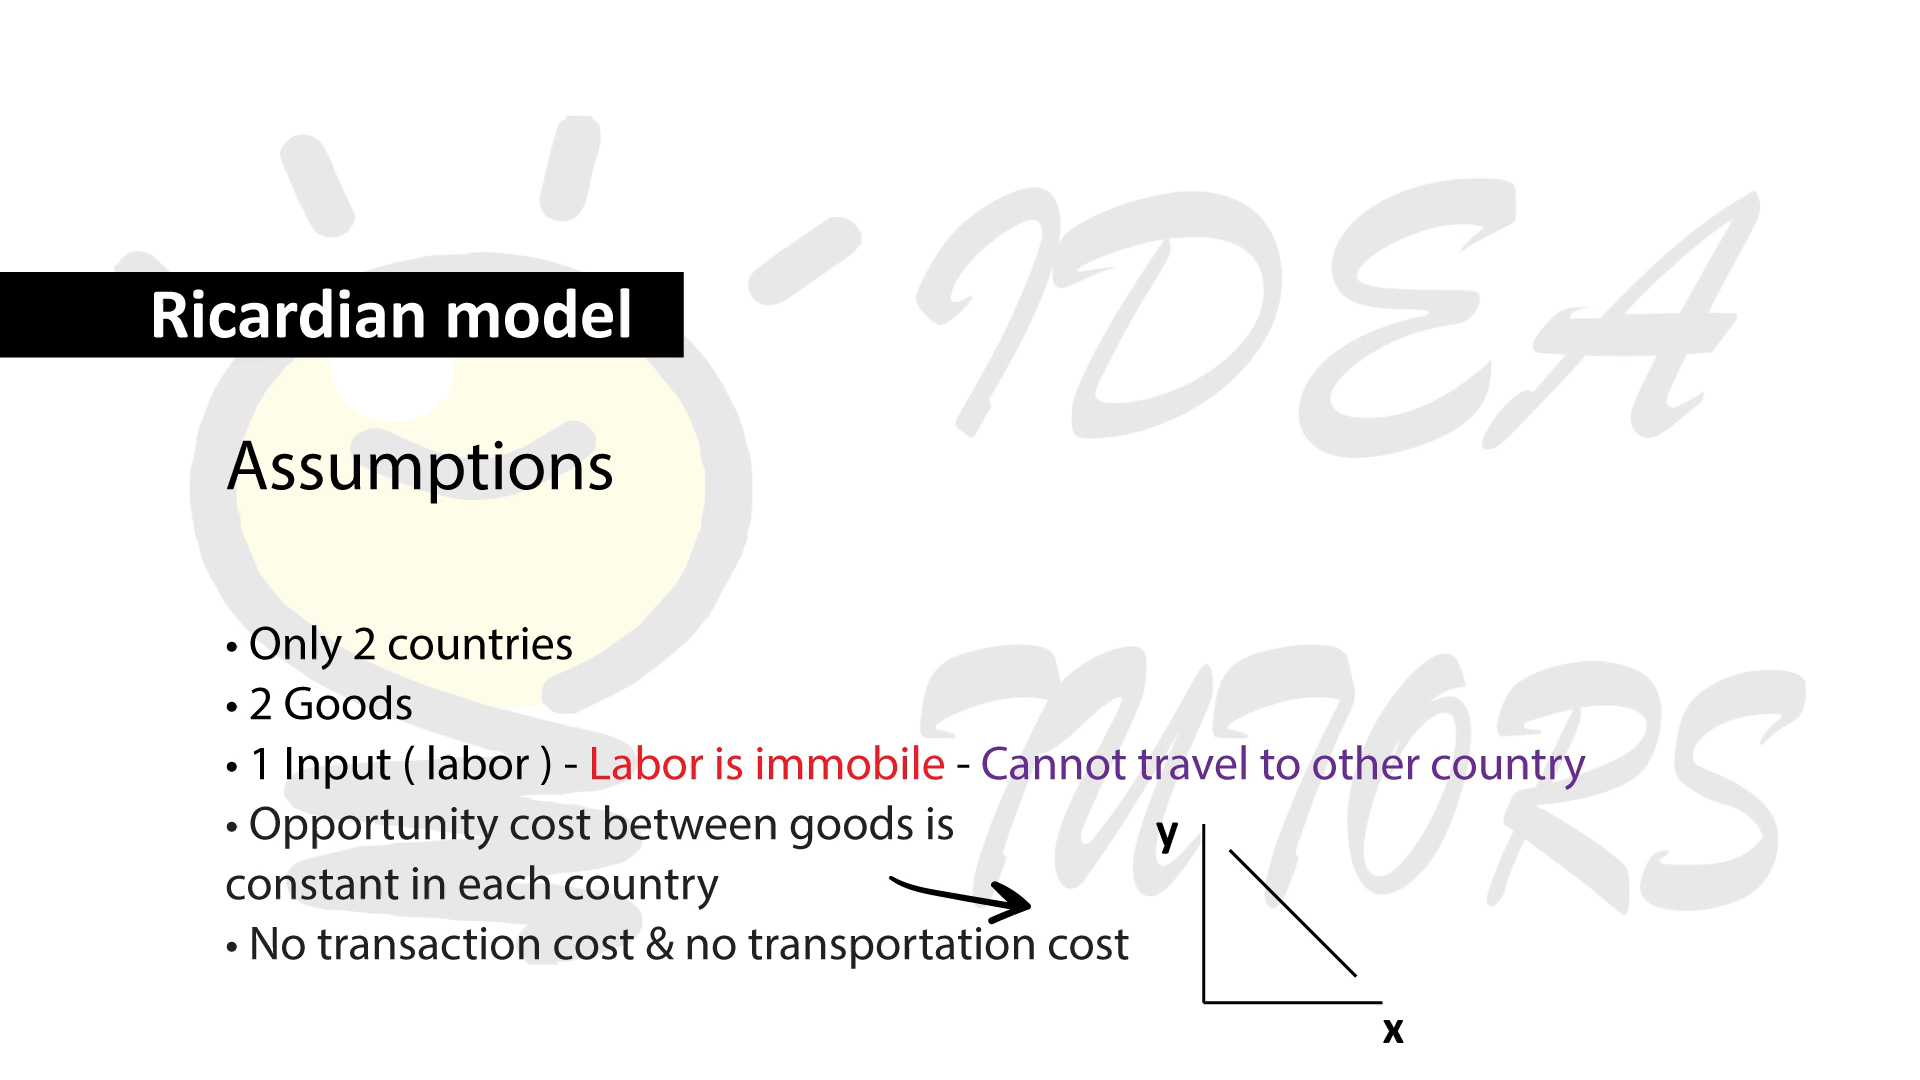 IDEA
TUTORS
Ricardian model
Assumptions
• Only 2 countries
• 2 Goods
• 1 Input ( labor ) - Labor is immobile - Cannot travel to other country
• Opportunity cost between goods is
constant in each country
• No transaction cost & no transportation cost
y
x